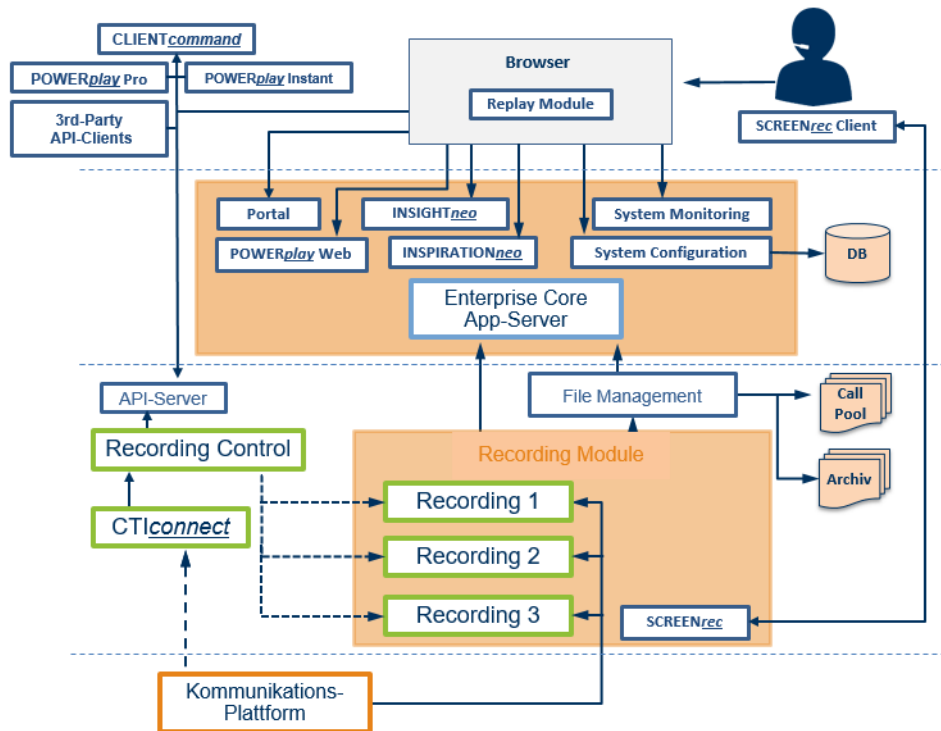 CLIENTcommand
POWERplay Pro
POWERplay Instant
3rd-Party
API-Clients
Browser
Replay Module
SCREENrec Client
Portal
INSIGHTneo
System Monitoring
POWERplay Web
INSPIRATIONneo
System Configuration
DB
Enterprise Core
App-Server
API-Server
File Management
Call
Pool
Recording Control
Recording Module
Archiv
Recording 1
CTIconnect
Recording 2
Recording 3
SCREENrec
Kommunikations-
Plattform